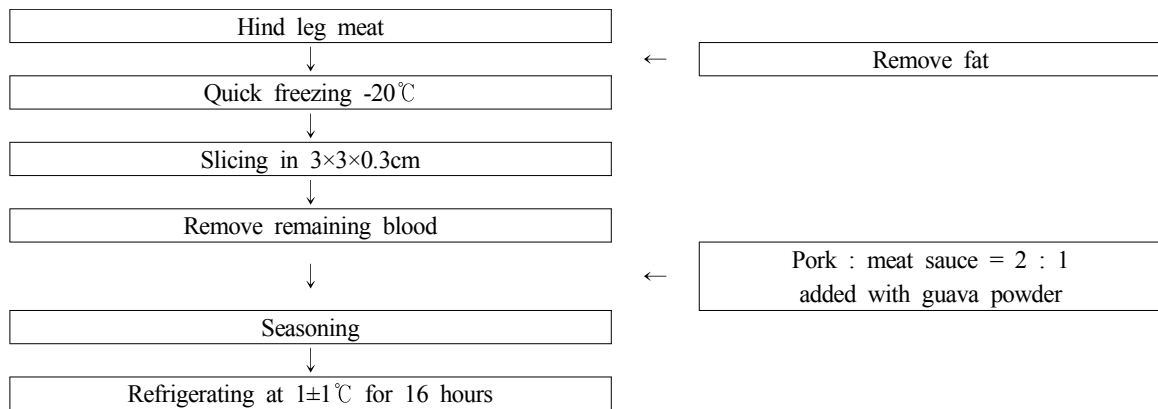 Hind leg meat
↓
← Remove fat
Quick freezing -20℃
↓
Slicing in 3×3×0.3cm
↓
Remove remaining blood
↓
← Pork : meat sauce = 2 : 1
added with guava powder
Seasoning
↓
Refrigerating at 1±1℃ for 16 hours